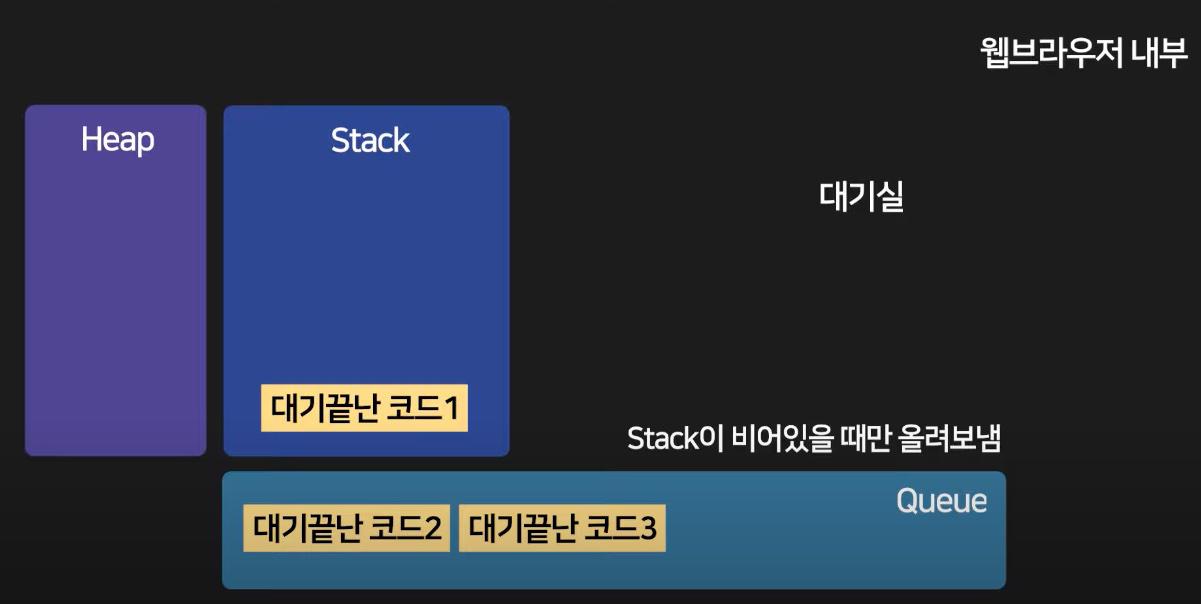 웹브라우저 내부
Heap
Stack
대기실
대기끝난 코드1
Stack이 비어있을 때만 올려보냄
Queue
대기끝난 코드2
대기끝난 코드3